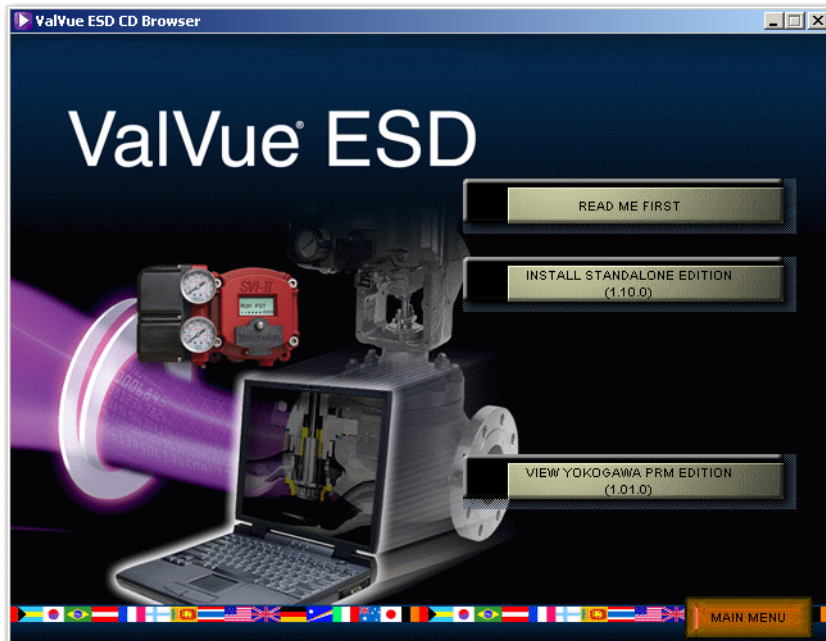 ValVue ESD CD Browser
ValVue® ESD
READ ME FIRST
INSTALL STANDALONE EDITION
(1.10.0)
SVI-II
RUN PST
Masoneilan
VIEW YOKOGAWA PRM EDITION
(1.01.0)
MAIN MENU